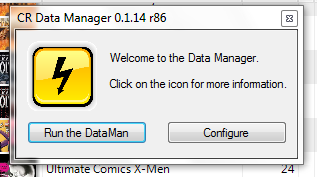 CR Data Manager 0.1.14 r86
Welcome to the Data Manager.
Click on the icon for more information.
Run the DataMan
Configure
Ultimate Comics X-Men
24